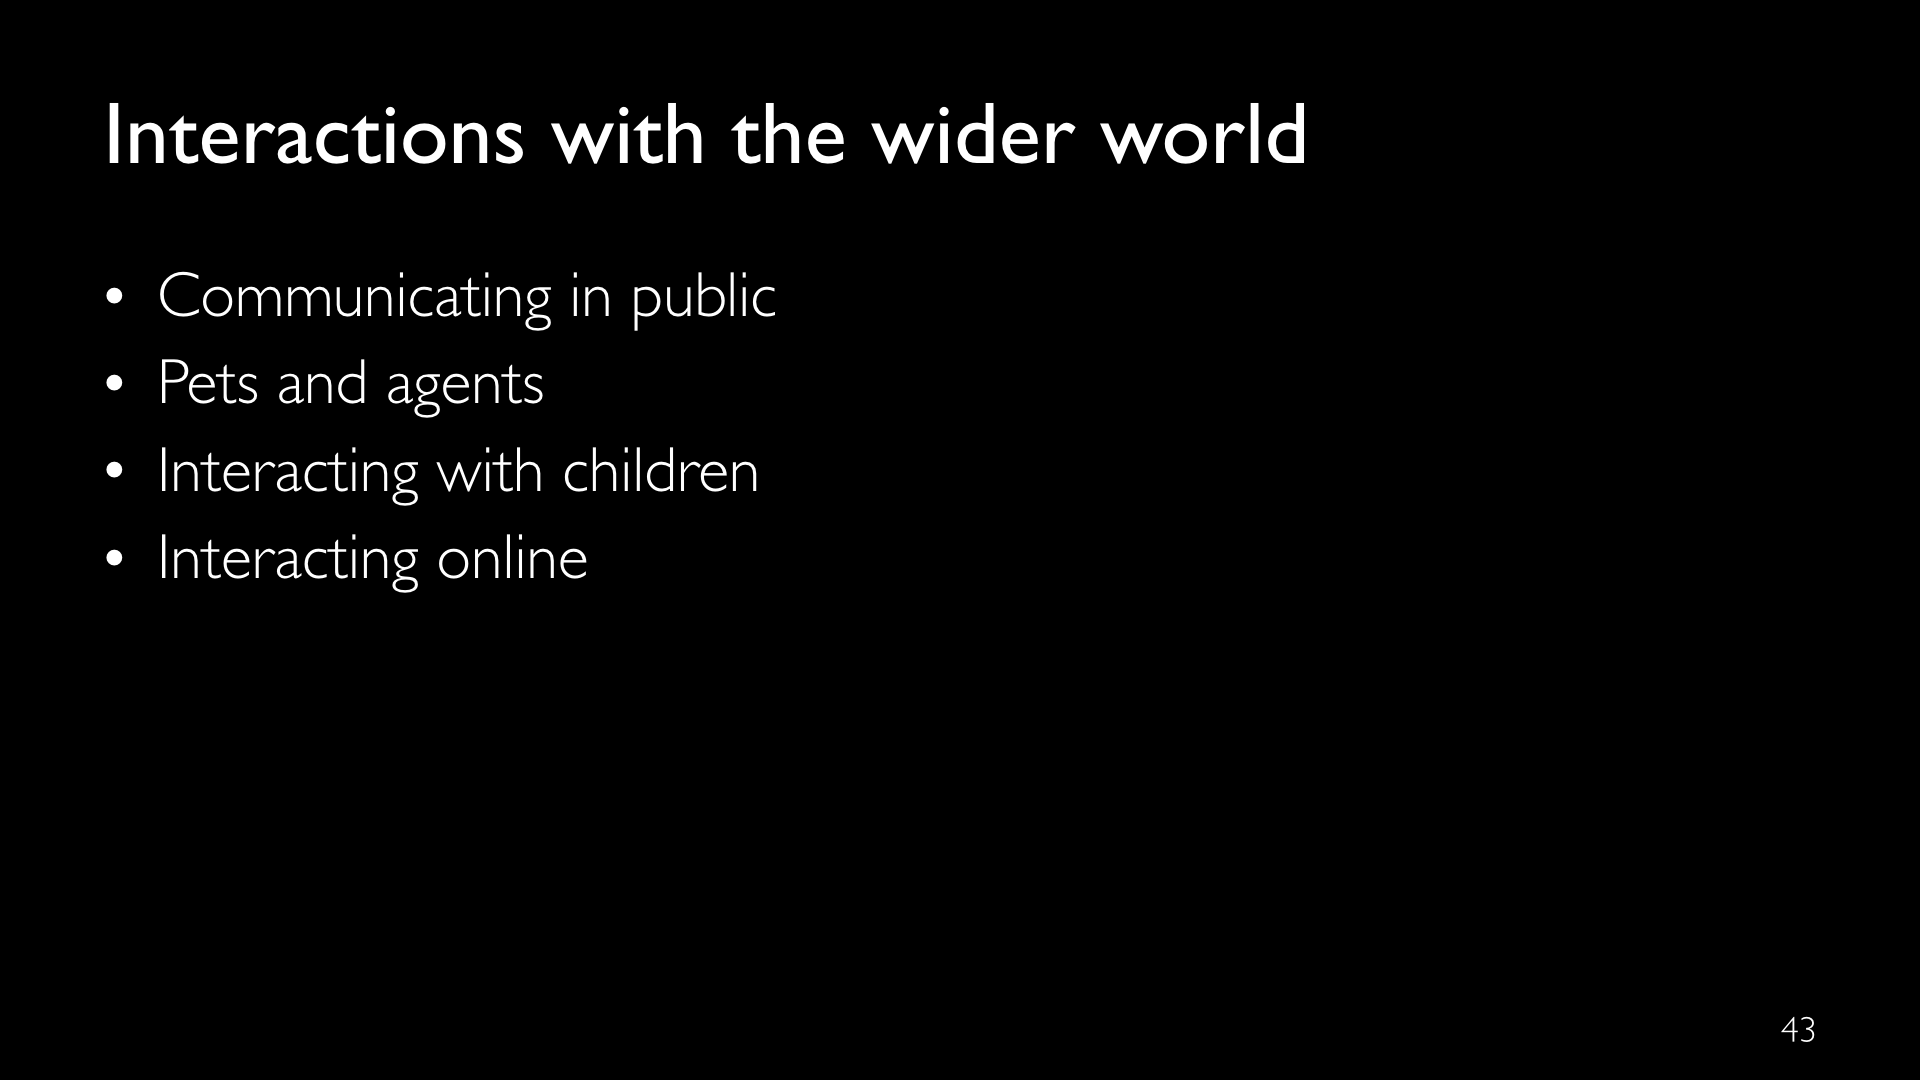 Interactions with the wider world
• Communicating in public
• Pets and agents
• Interacting with children
• Interacting online
43